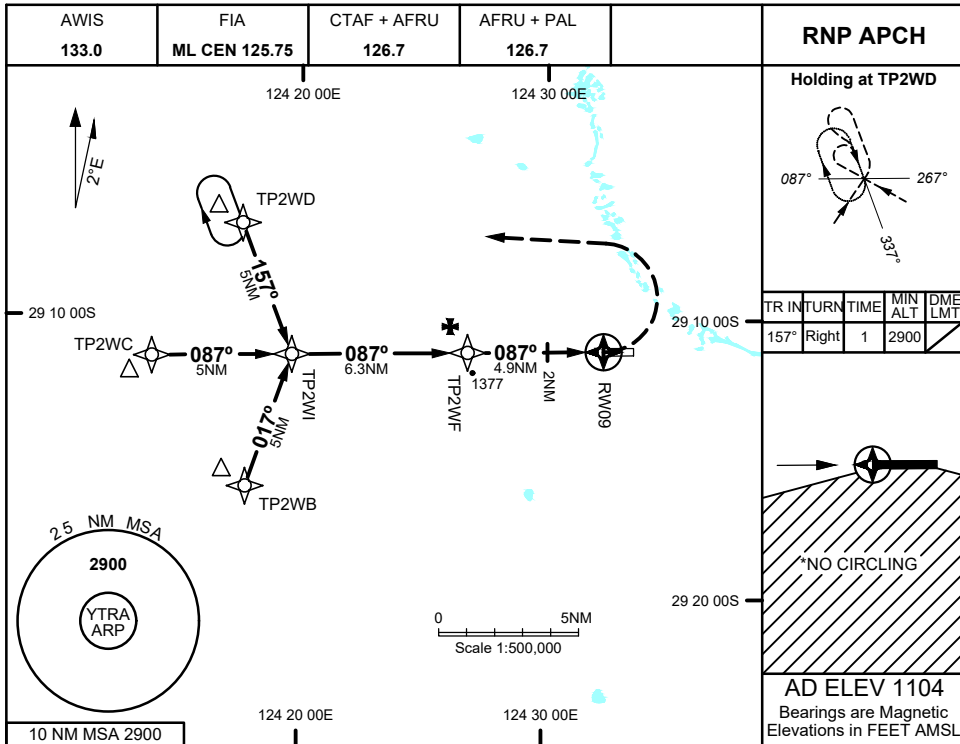 AWIS
133.0
FIA
ML CEN 125.75
CTAF + AFRU
126.7
AFRU + PAL
126.7
RNP APCH
124 20 00E
124 30 00E
2°E
TP2WD
157°
5NM
29 10 00S
29 10 00S
TP2WC
087º
5NM
TP2WI
087º
6.3NM
TP2WF
1377
087º
4.9NM
2NM
RW09
017º
5NM
TP2WB
25 NM MSA
2900
YTRA
ARP
10 NM MSA 2900
0 5NM
Scale 1:500,000
29 20 00S
124 20 00E
124 30 00E
Holding at TP2WD
087°
267°
337°
TR IN TURN TIME MIN ALT DME LMT
157° Right 1 2900
*NO CIRCLING
AD ELEV 1104
Bearings are Magnetic
Elevations in FEET AMSL